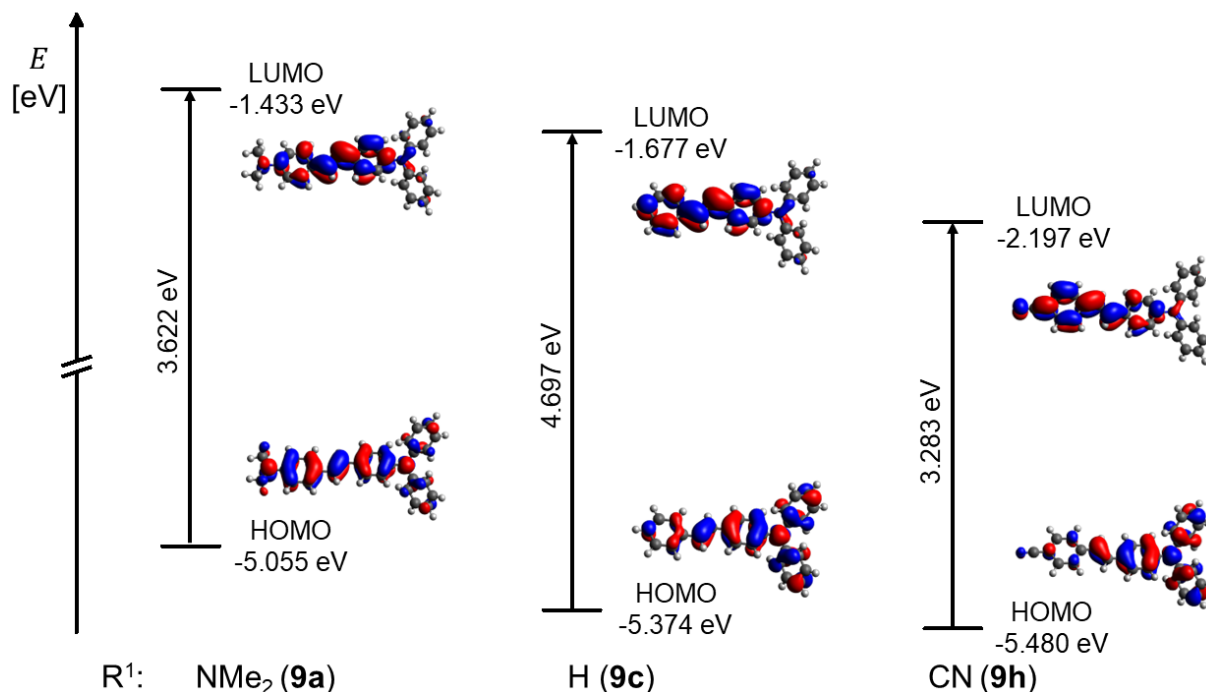 E
[eV]
LUMO
-1.433 eV
3.622 eV
HOMO
-5.055 eV
LUMO
-1.677 eV
4.697 eV
HOMO
-5.374 eV
LUMO
-2.197 eV
3.283 eV
HOMO
-5.480 eV
R¹: NMe₂ (9a) H (9c) CN (9h)